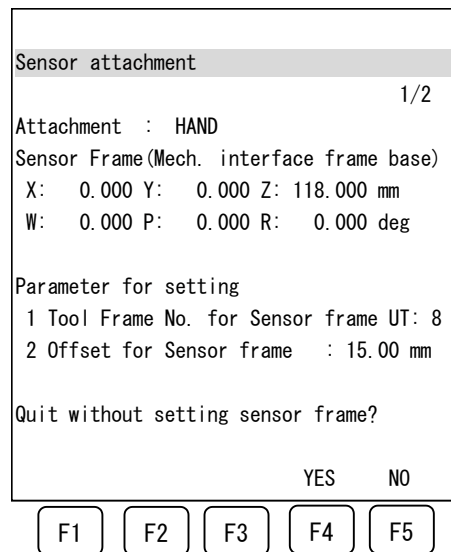 Sensor attachment
1/2
Attachment : HAND
Sensor Frame(Mech. interface frame base)
X: 0.000 Y: 0.000 Z: 118.000 mm
W: 0.000 P: 0.000 R: 0.000 deg
Parameter for setting
1 Tool Frame No. for Sensor frame UT: 8
2 Offset for Sensor frame : 15.00 mm
Quit without setting sensor frame?
YES NO
F1 F2 F3 F4 F5